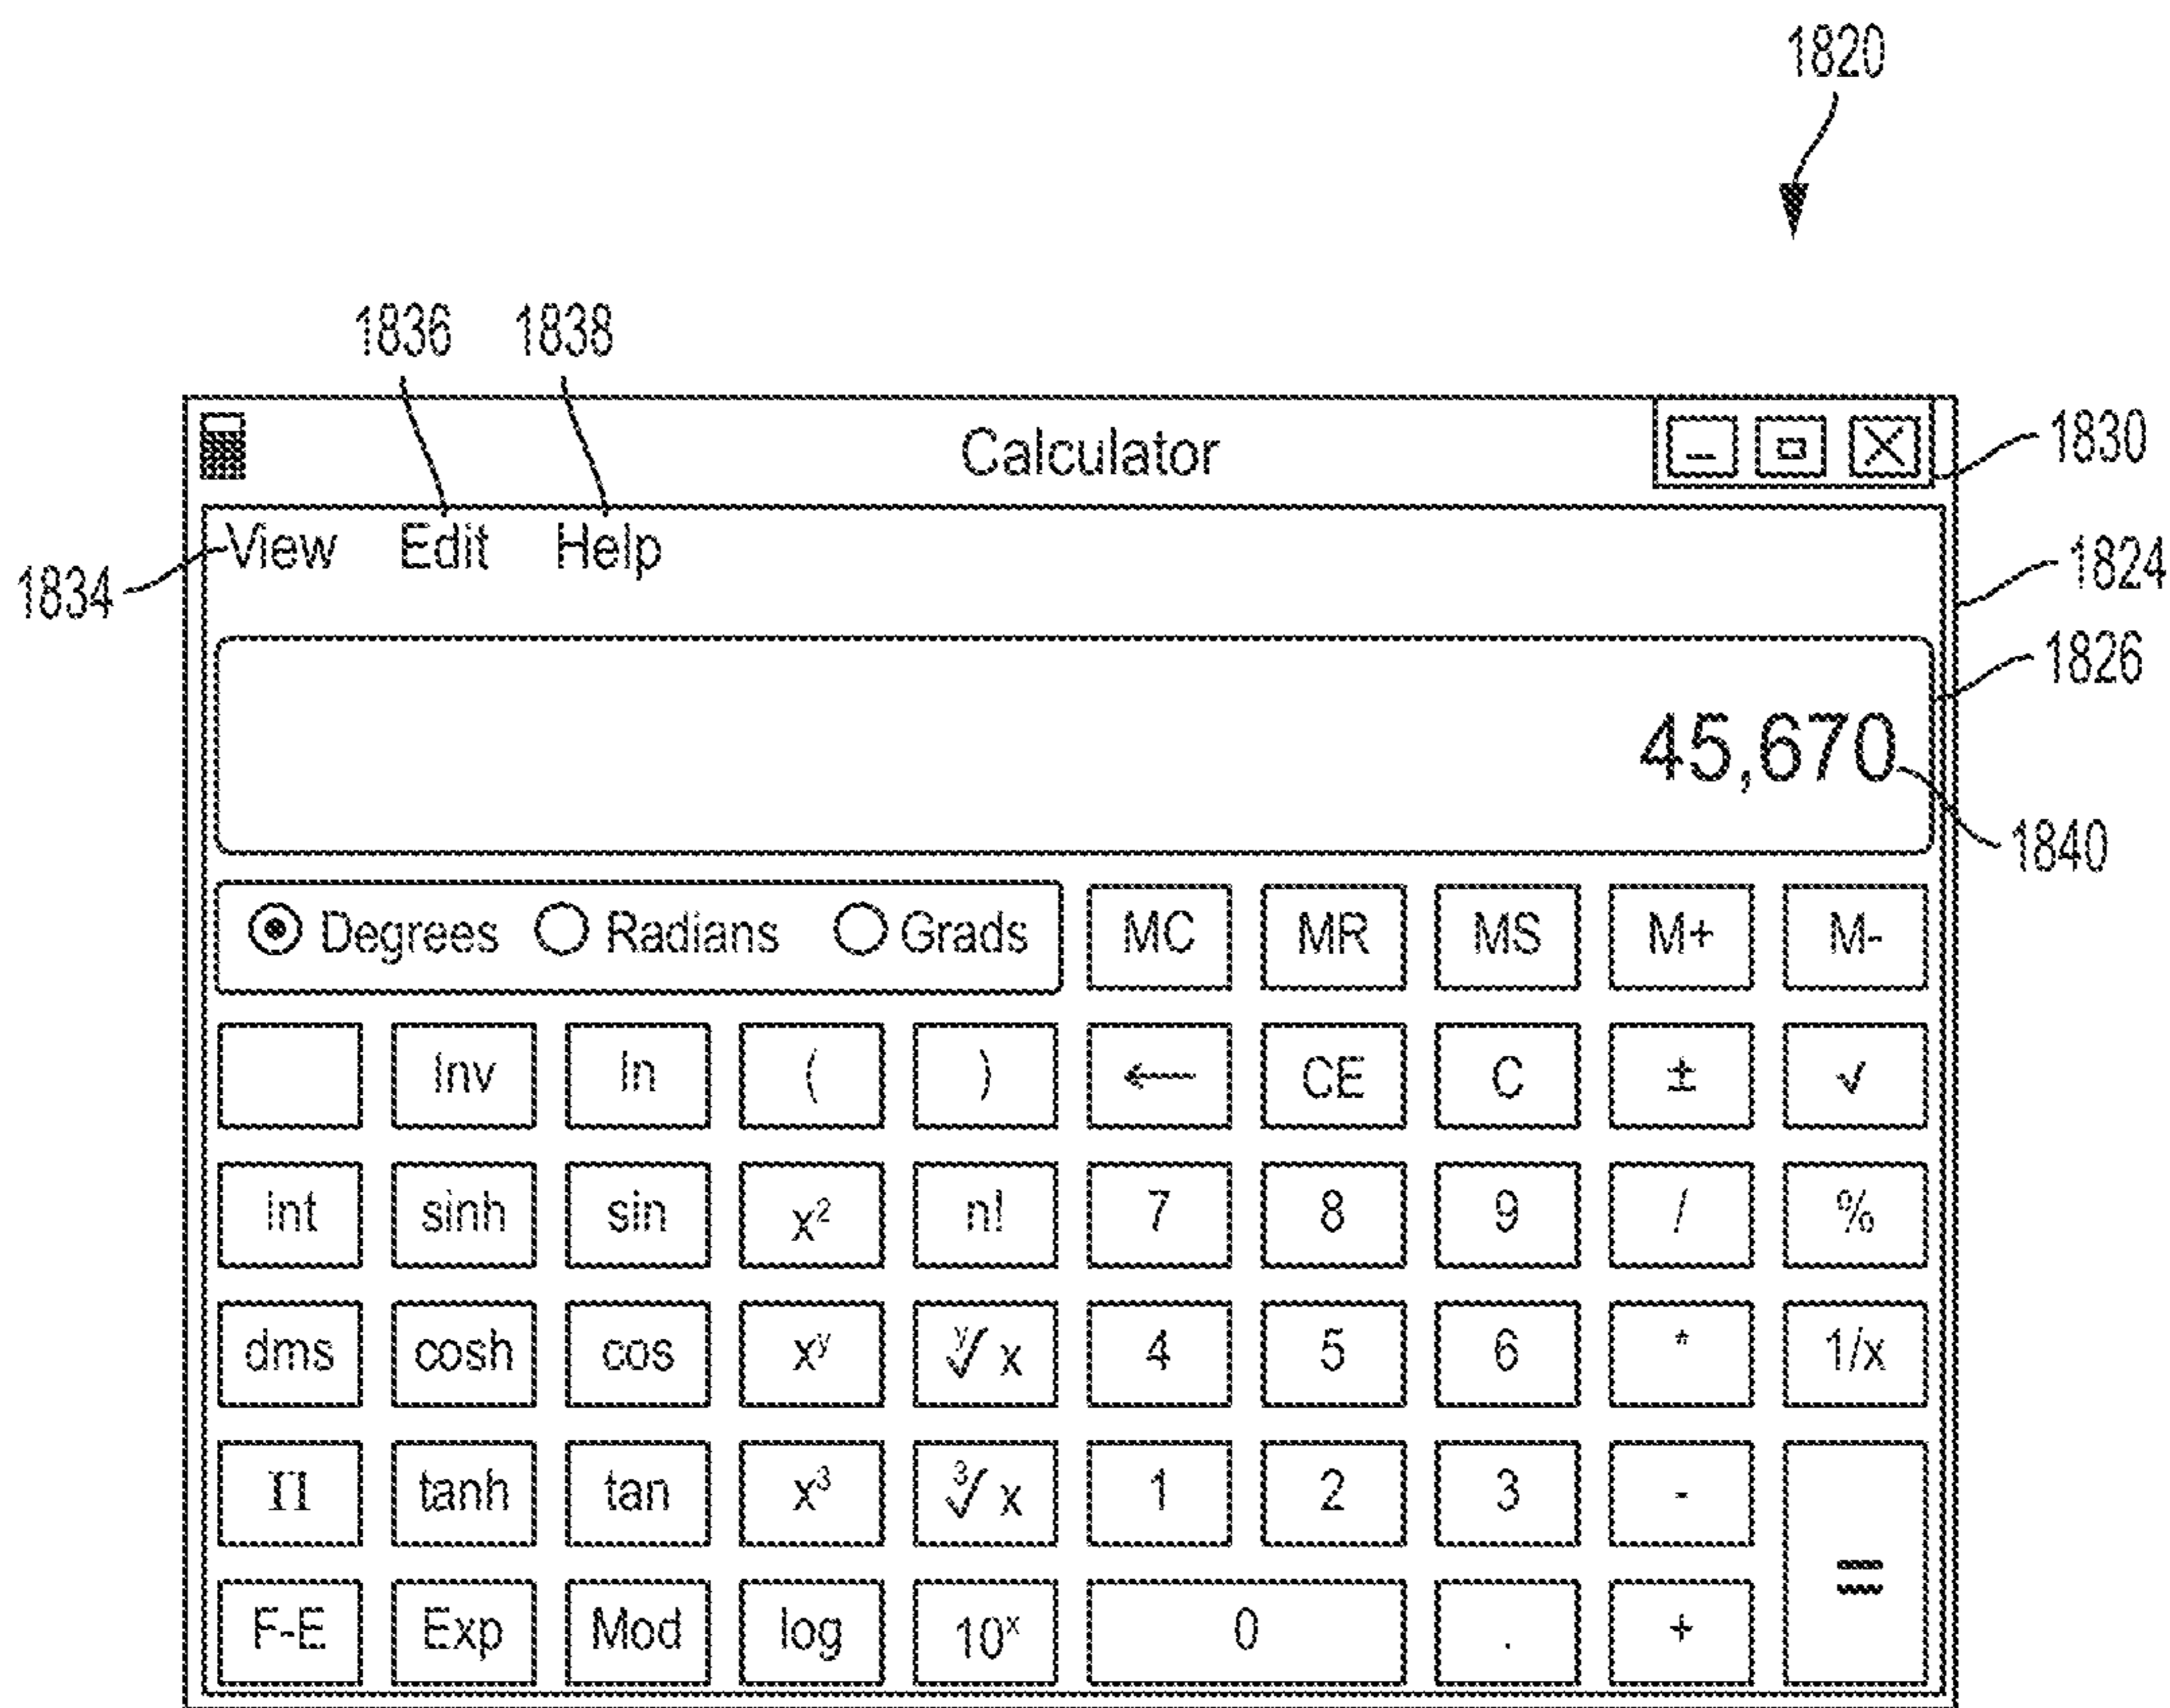 1820
1836 1838
Calculator
1830
View Edit Help
1834
1824
1826
45,670
1840
Degrees Radians Grads MC MR MS M+ M-
Inv ln ( ) ← CE C ± √
Int sinh sin x² n! 7 8 9 / %
dms cosh cos xʸ ʸ√x 4 5 6 * 1/x
Π tanh tan x³ ³√x 1 2 3 -
=
F-E Exp Mod log 10ˣ 0 . +